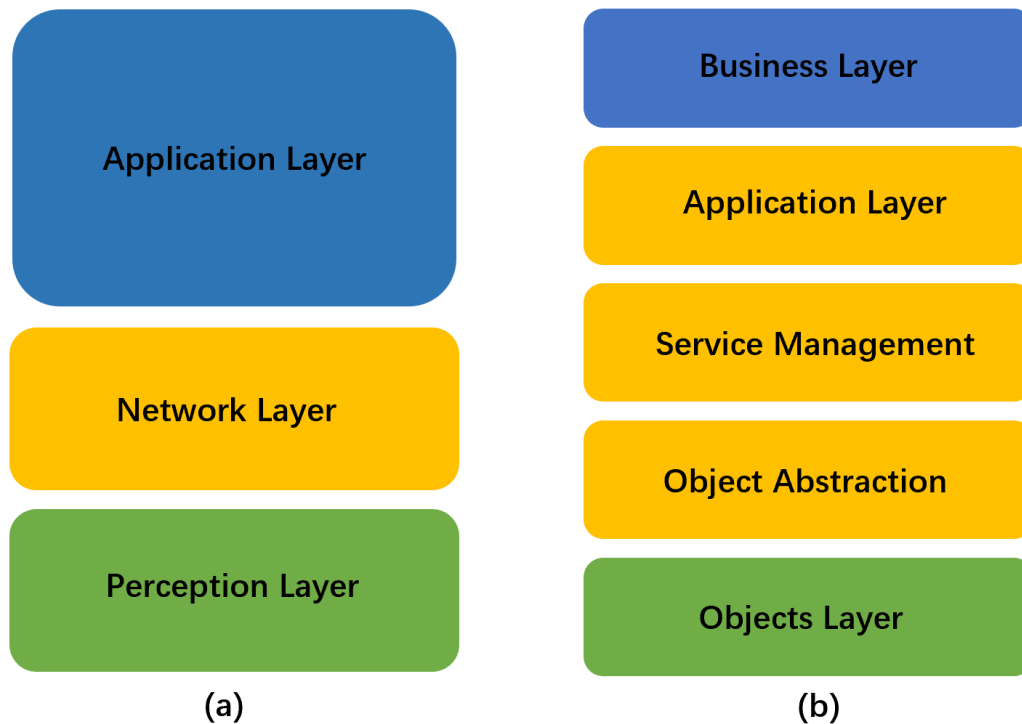 Application Layer
Network Layer
Perception Layer
(a)
Business Layer
Application Layer
Service Management
Object Abstraction
Objects Layer
(b)